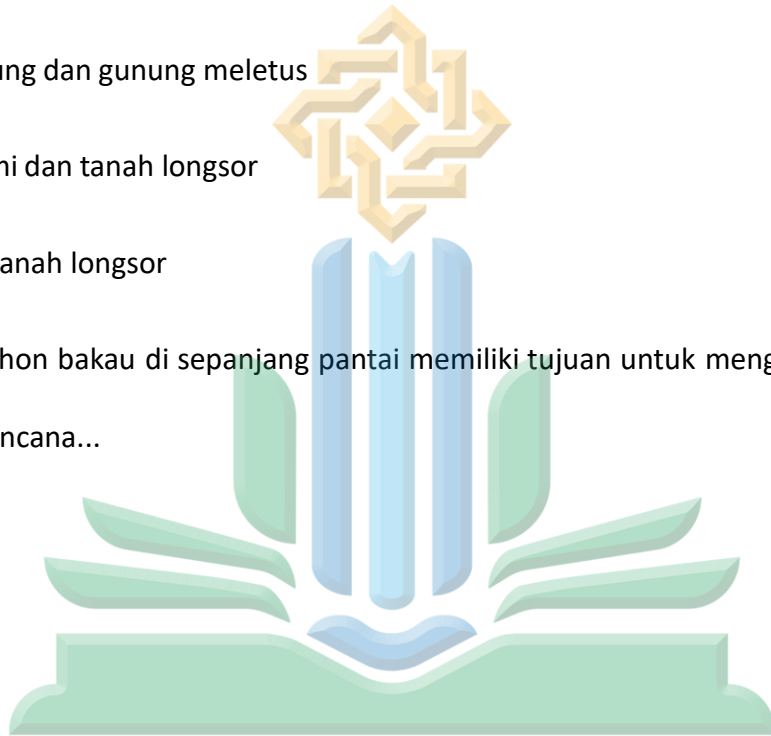 ung dan gunung meletus
ni dan tanah longsor
anah longsor
hon bakau di sepanjang pantai memiliki tujuan untuk meng
ncana...